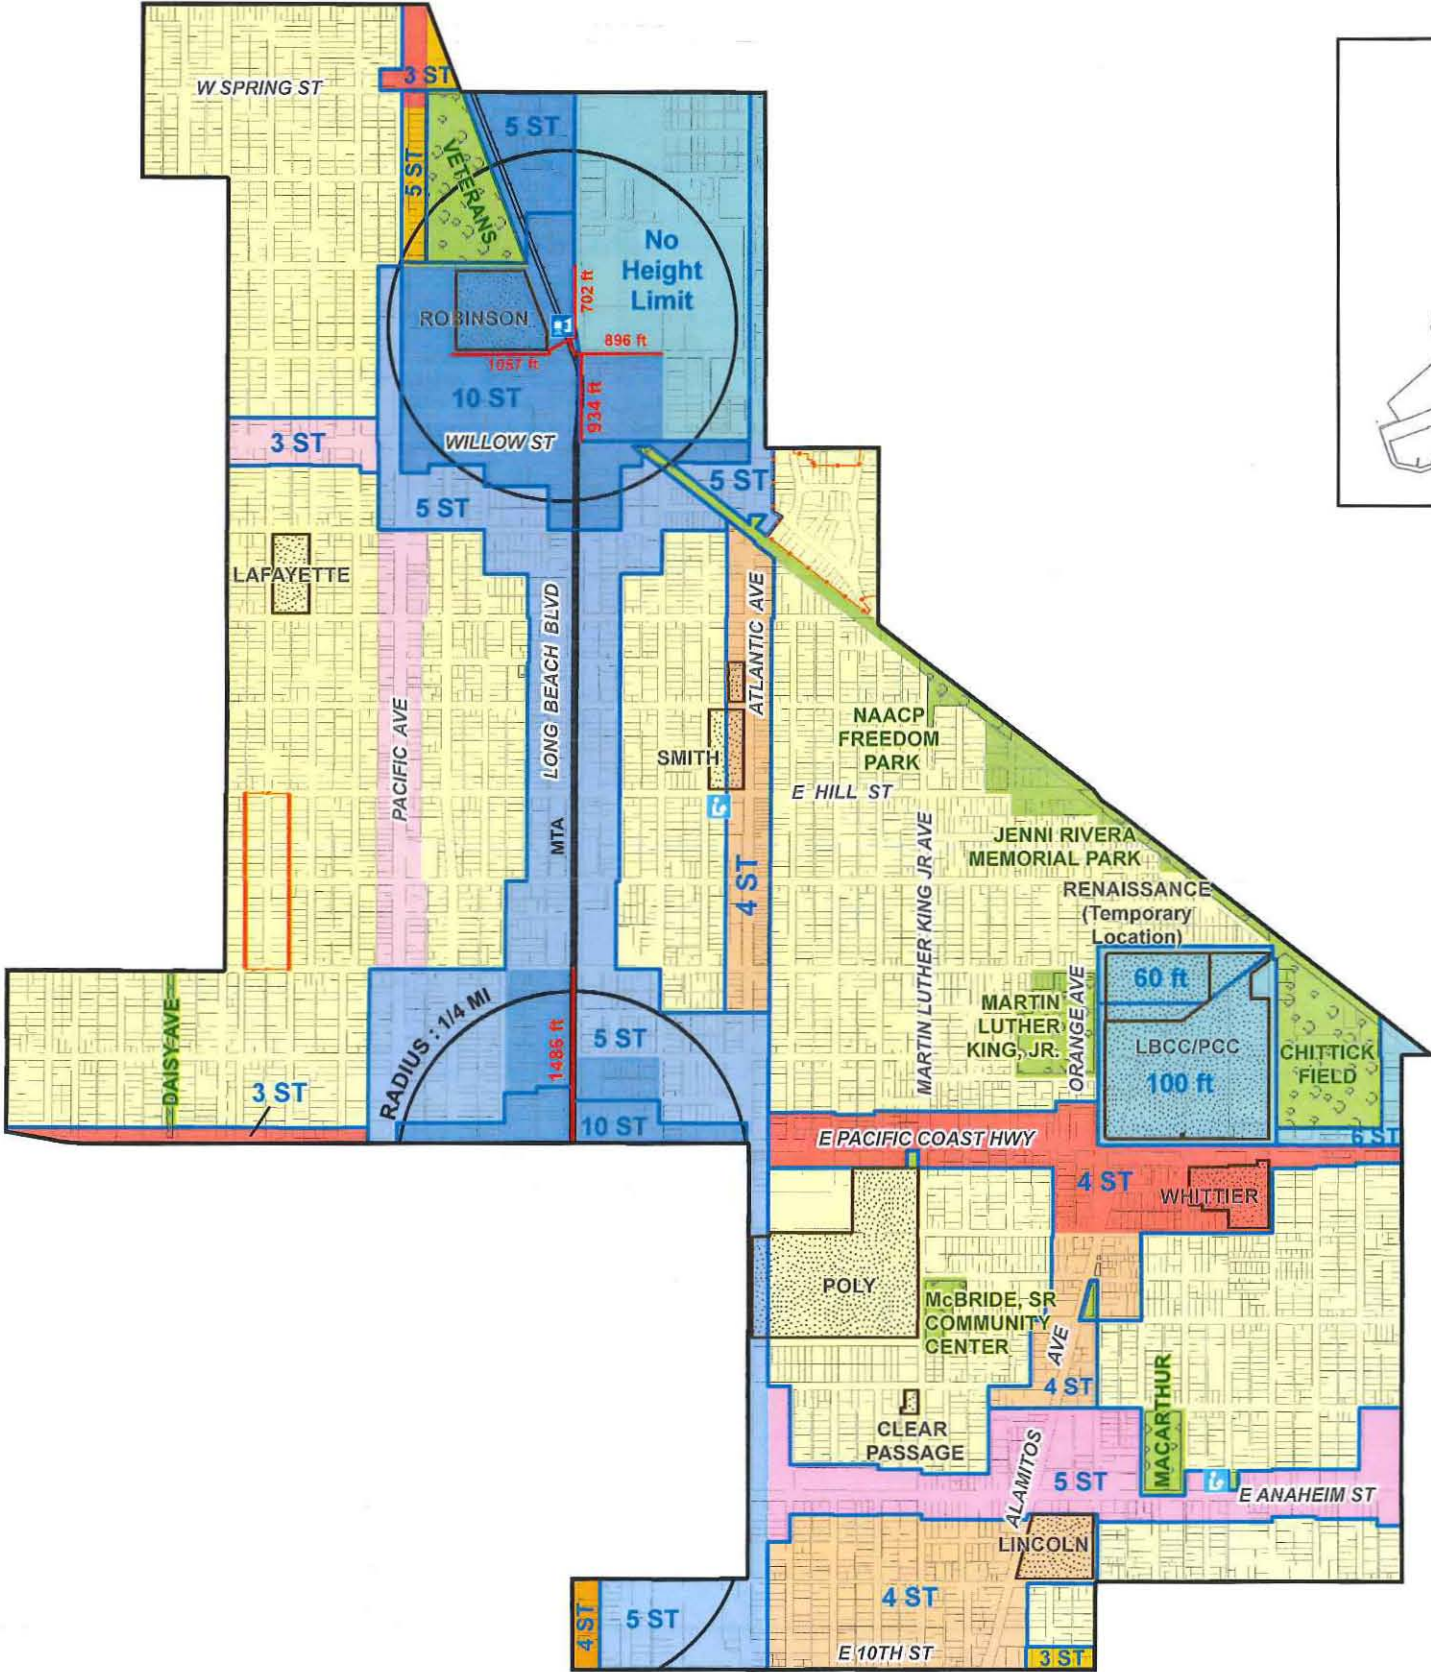 W SPRING ST
3 ST
5 ST
5 ST
VETERANS
No
Height
Limit
702 ft
ROBINSON
896 ft
1057 ft
934 ft
10 ST
WILLOW ST
3 ST
5 ST
5 ST
LAFAYETTE
LONG BEACH BLVD
ATLANTIC AVE
PACIFIC AVE
SMITH
NAACP
FREEDOM
PARK
E HILL ST
MTA
4 ST
MARTIN LUTHER KING JR AVE
JENNI RIVERA
MEMORIAL PARK
RENAISSANCE
(Temporary
Location)
60 ft
DAISY AVE
RADIUS : 1/4 MI
1486 ft
5 ST
MARTIN
LUTHER
KING, JR.
ORANGE AVE
LBCC/PCC
100 ft
CHITTICK
FIELD
3 ST
10 ST
E PACIFIC COAST HWY
6 ST
4 ST
WHITTIER
POLY
McBRIDE, SR
COMMUNITY
CENTER
AVE
4 ST
MACARTHUR
CLEAR
PASSAGE
ALAMITOS
5 ST
E ANAHEIM ST
LINCOLN
4 ST
4 ST
5 ST
E 10TH ST
3 ST